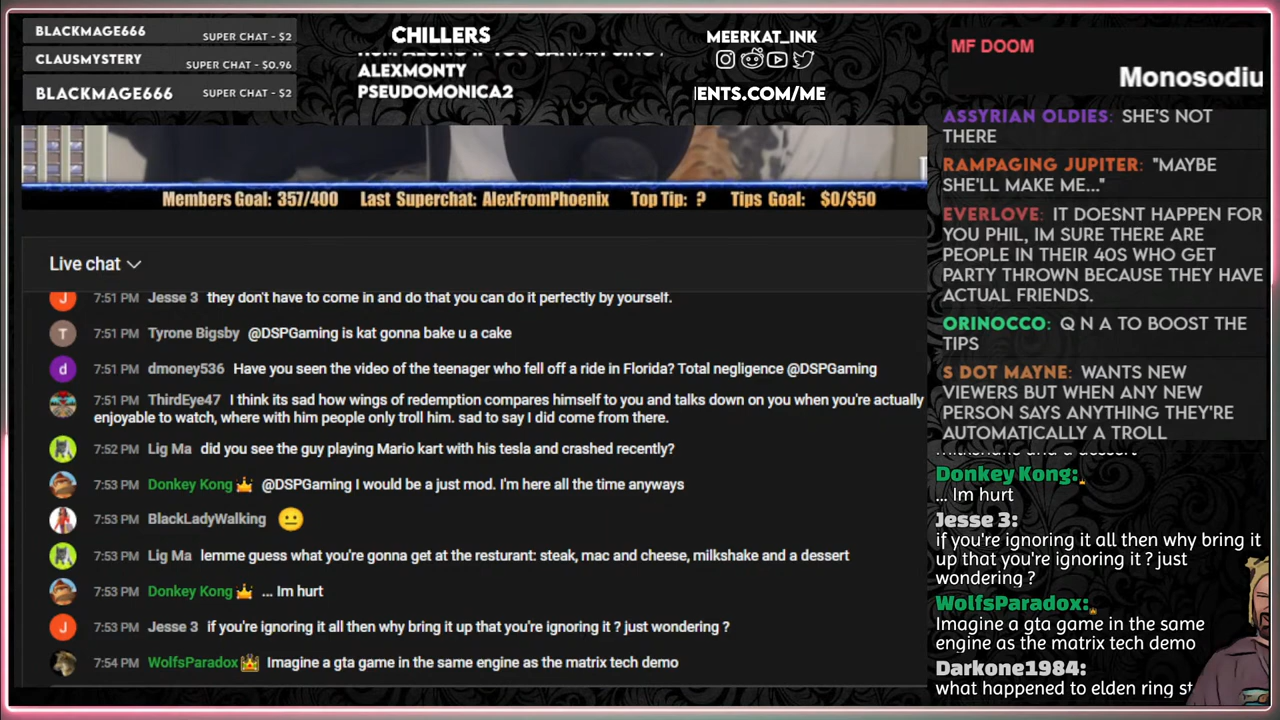 BLACKMAGE666 SUPER CHAT - $2
CLAUSMYSTERY SUPER CHAT - $0.96
BLACKMAGE666 SUPER CHAT - $2
CHILLERS
ALEXMONTY
PSEUDOMONICA2
MEERKAT_INK
ENTS.COM/ME
MF DOOM
Monosodiu
Members Goal: 357/400 Last Superchat: AlexFromPhoenix Top Tip: ? Tips Goal: $0/$50
Live chat
J 7:51 PM Jesse 3 they don't have to come in and do that you can do it perfectly by yourself.
T 7:51 PM Tyrone Bigsby @DSPGaming is kat gonna bake u a cake
d 7:51 PM dmoney536 Have you seen the video of the teenager who fell off a ride in Florida? Total negligence @DSPGaming
7:51 PM ThirdEye47 I think its sad how wings of redemption compares himself to you and talks down on you when you're actually
enjoyable to watch, where with him people only troll him. sad to say I did come from there.
7:52 PM Lig Ma did you see the guy playing Mario kart with his tesla and crashed recently?
7:53 PM Donkey Kong @DSPGaming I would be a just mod. I'm here all the time anyways
7:53 PM BlackLadyWalking 😐
7:53 PM Lig Ma lemme guess what you're gonna get at the resturant: steak, mac and cheese, milkshake and a dessert
7:53 PM Donkey Kong ... Im hurt
J 7:53 PM Jesse 3 if you're ignoring it all then why bring it up that you're ignoring it ? just wondering ?
7:54 PM WolfsParadox Imagine a gta game in the same engine as the matrix tech demo
ASSYRIAN OLDIES: SHE'S NOT
THERE
RAMPAGING JUPITER: "MAYBE
SHE'LL MAKE ME..."
EVERLOVE: IT DOESNT HAPPEN FOR
YOU PHIL, IM SURE THERE ARE
PEOPLE IN THEIR 40S WHO GET
PARTY THROWN BECAUSE THEY HAVE
ACTUAL FRIENDS.
ORINOCCO: Q N A TO BOOST THE
TIPS
S DOT MAYNE: WANTS NEW
VIEWERS BUT WHEN ANY NEW
PERSON SAYS ANYTHING THEY'RE
AUTOMATICALLY A TROLL
milkshake and a dessert
Donkey Kong:
... Im hurt
Jesse 3:
if you're ignoring it all then why bring it
up that you're ignoring it ? just
wondering ?
WolfsParadox:
Imagine a gta game in the same
engine as the matrix tech demo
Darkone1984:
what happened to elden ring st